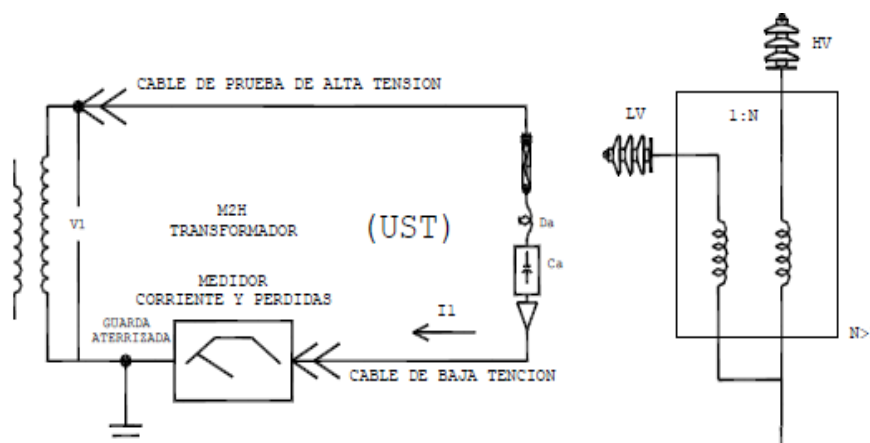 CABLE DE PRUEBA DE ALTA TENSION
V1
M2H
TRANSFORMADOR
(UST)
Da
Ca
MEDIDOR
CORRIENTE Y PERDIDAS
I1
GUARDA
ATERRIZADA
CABLE DE BAJA TENCION
HV
LV
1:N
N>